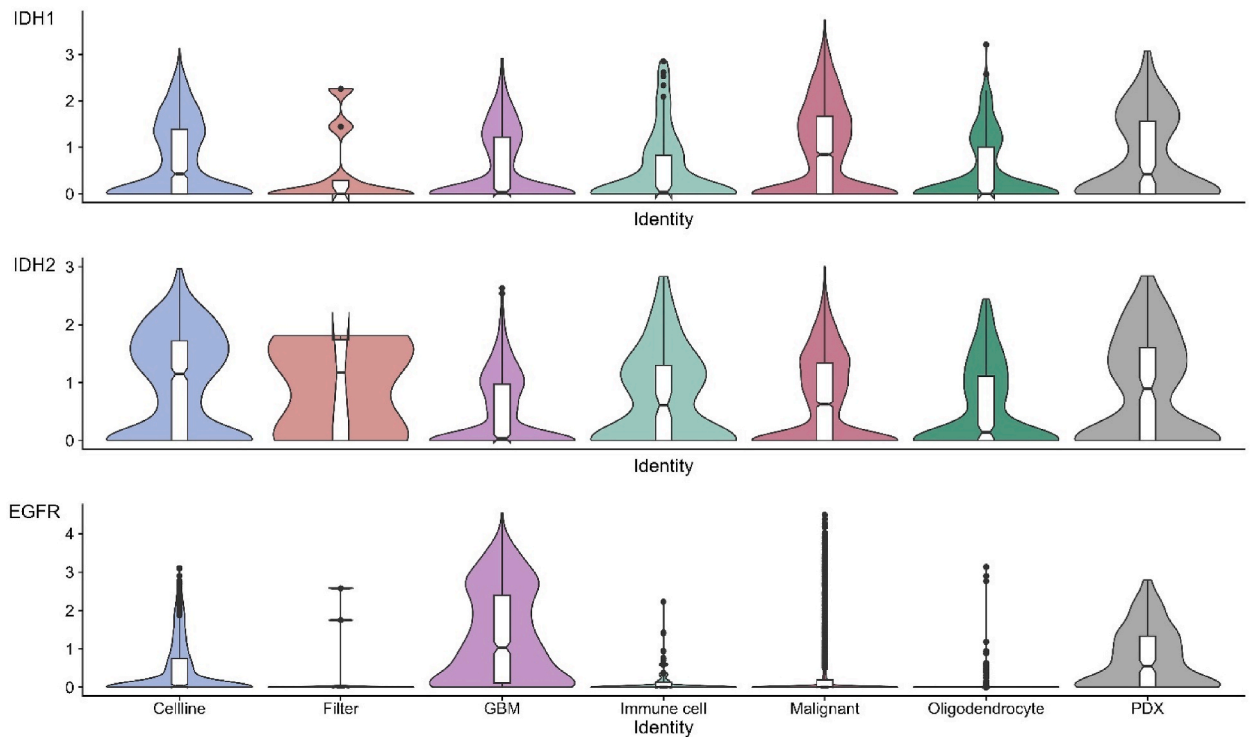 IDH1
3
2
1
0
Identity
IDH2
3
2
1
0
Identity
EGFR
4
3
2
1
0
Cellline Filter GBM Immune cell Malignant Oligodendrocyte PDX
Identity